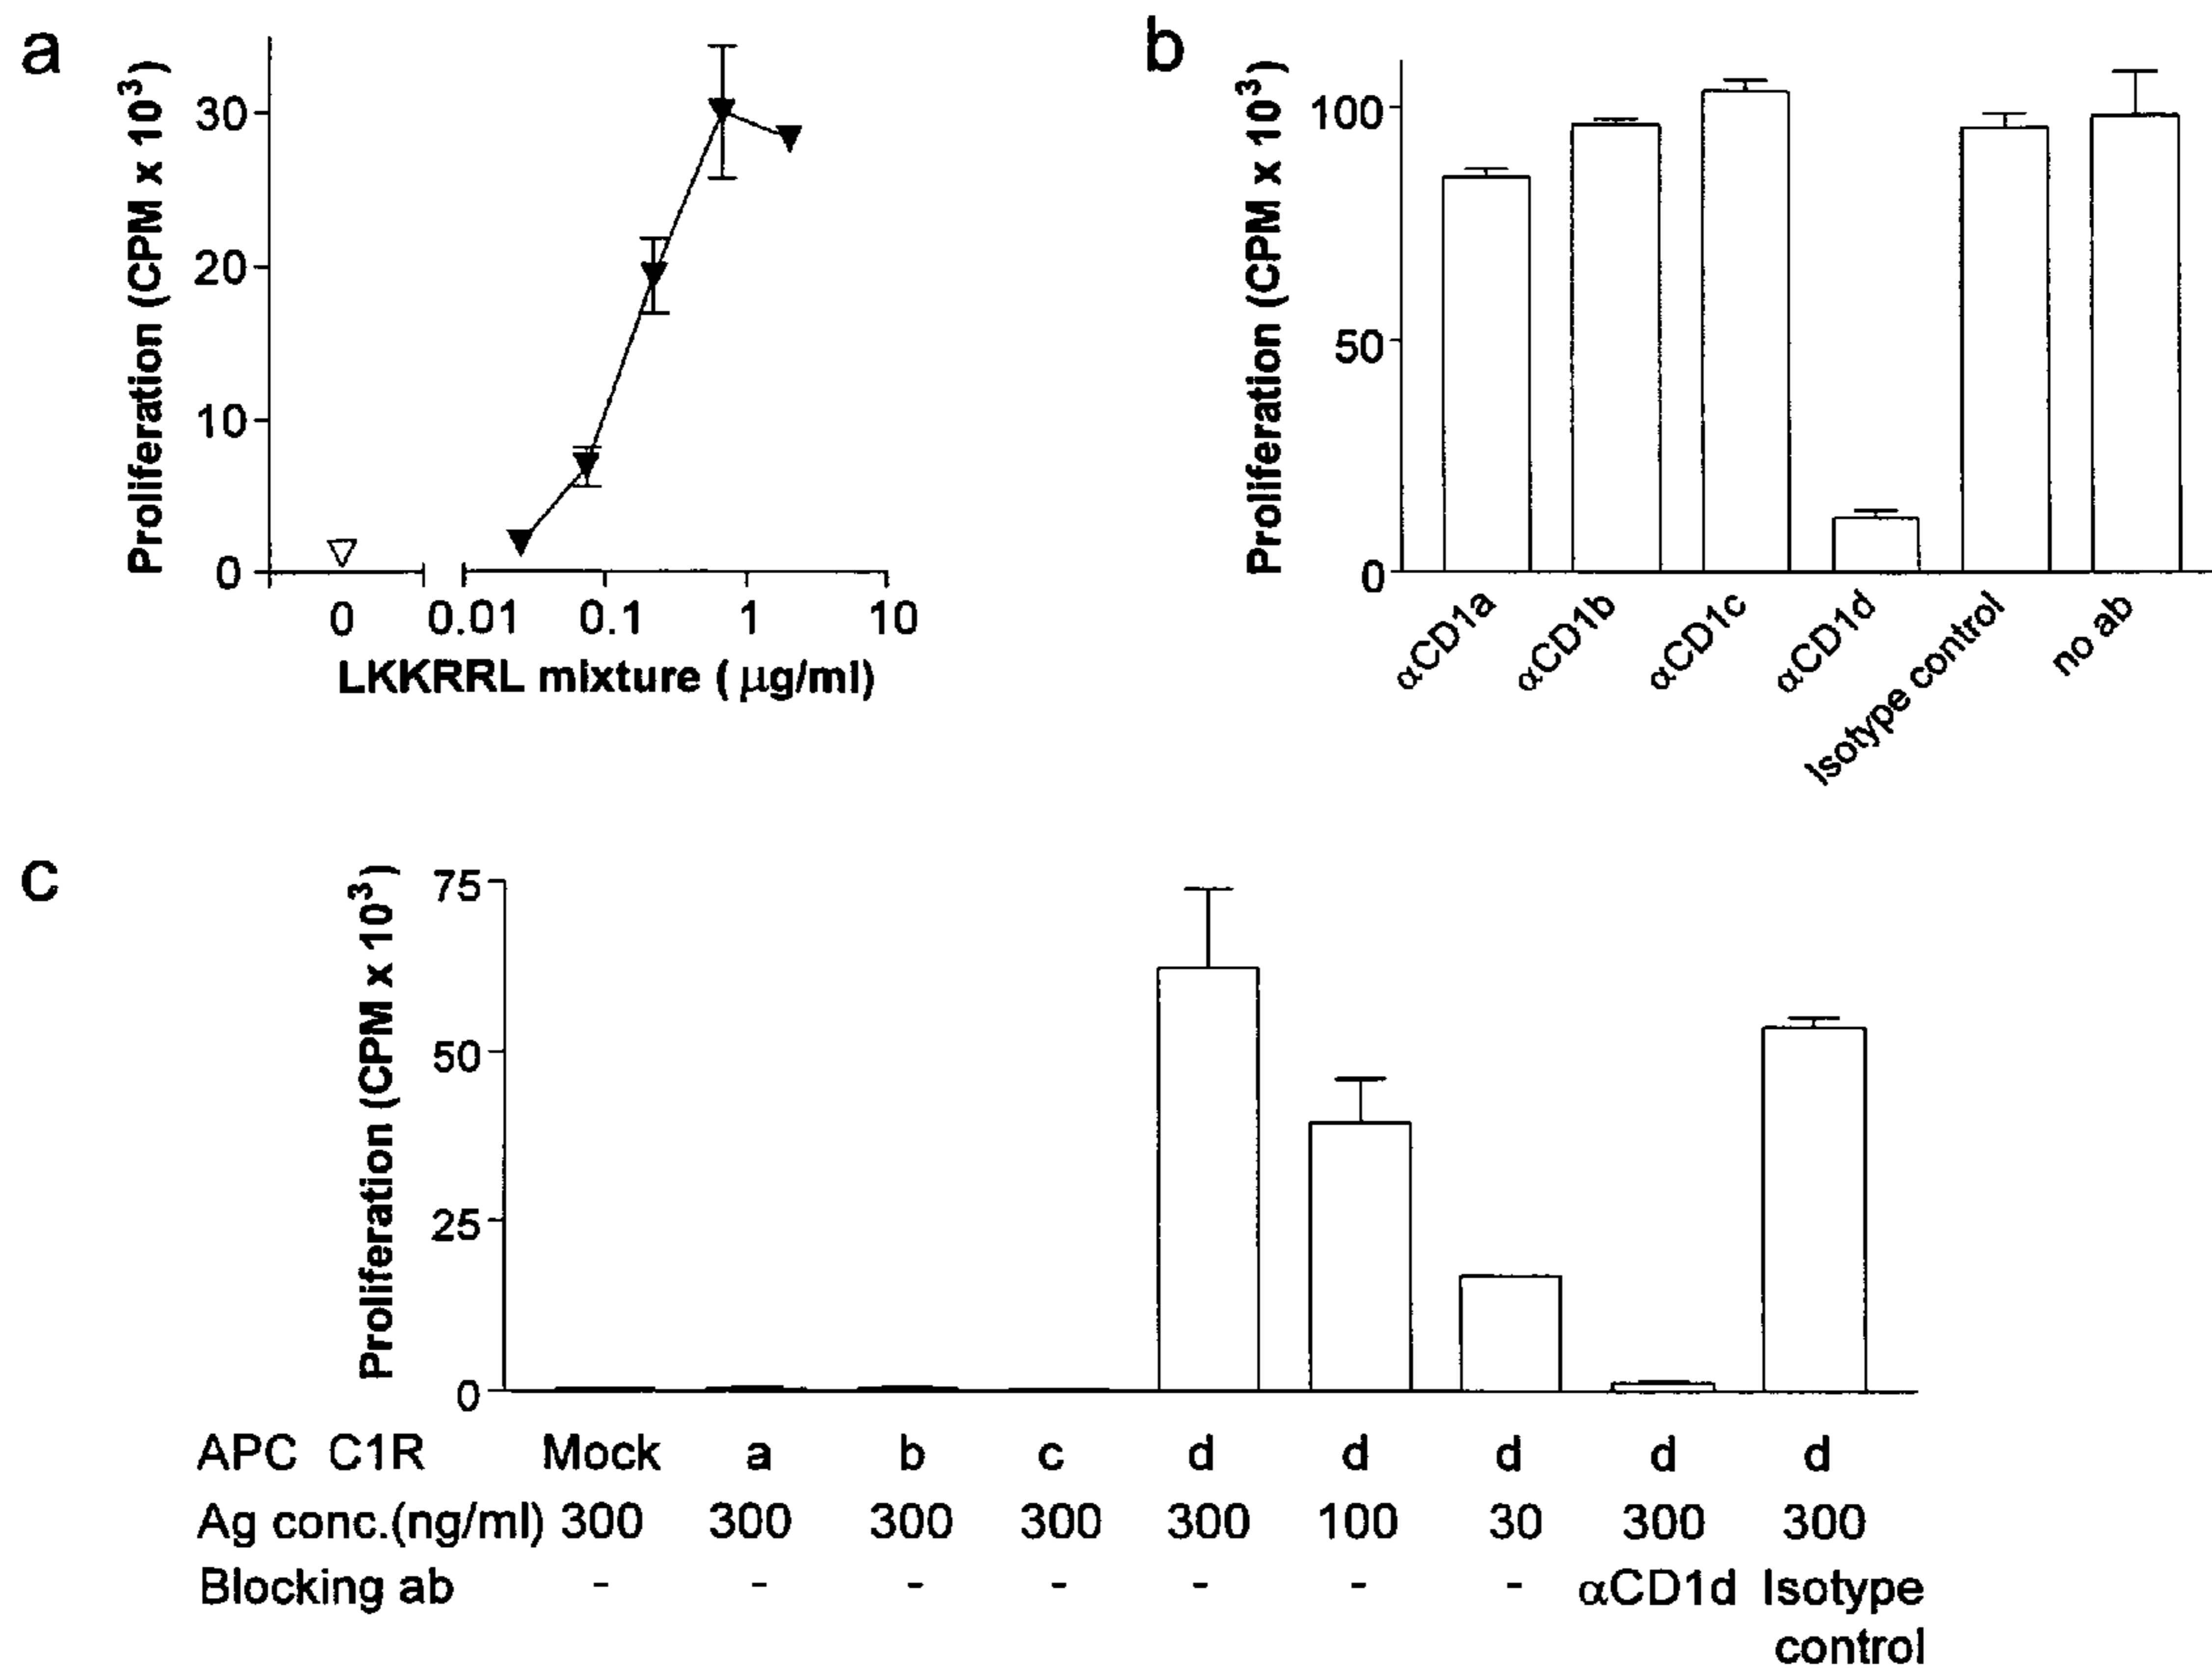 a
Proliferation (CPM x 10³)
30
20
10
0
0 0.01 0.1 1 10
LKKRRL mixture ( µg/ml)
b
Proliferation (CPM x 10³)
100
50
0
αCD1a αCD1b αCD1c αCD1d Isotype control no ab
c
Proliferation (CPM x 10³)
75
50
25
0
APC C1R Mock a b c d d d d d
Ag conc.(ng/ml) 300 300 300 300 300 100 30 300 300
Blocking ab - - - - - - - αCD1d Isotype
control